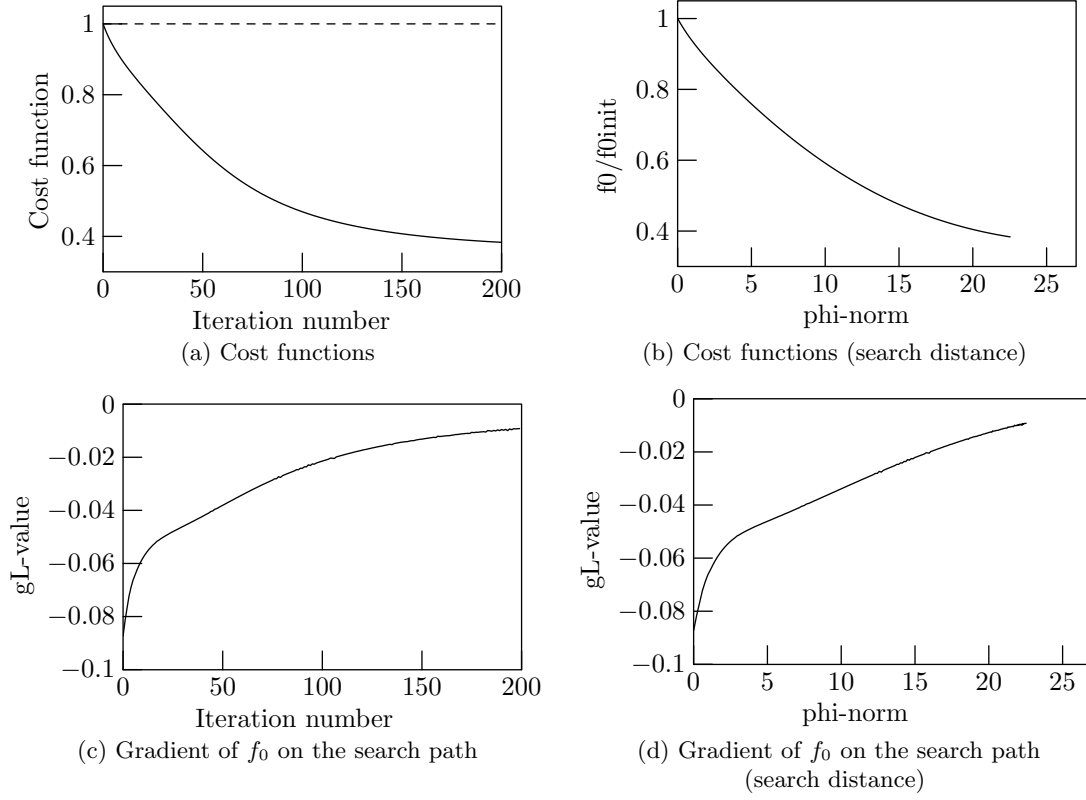 1
0.8
0.6
0.4
0 50 100 150 200
Cost function
Iteration number
(a) Cost functions
1
0.8
0.6
0.4
0 5 10 15 20 25
f0/f0init
phi-norm
(b) Cost functions (search distance)
0
−0.02
−0.04
−0.06
−0.08
−0.1
0 50 100 150 200
gL-value
Iteration number
(c) Gradient of f₀ on the search path
0
−0.02
−0.04
−0.06
−0.08
−0.1
0 5 10 15 20 25
gL-value
phi-norm
(d) Gradient of f₀ on the search path
(search distance)